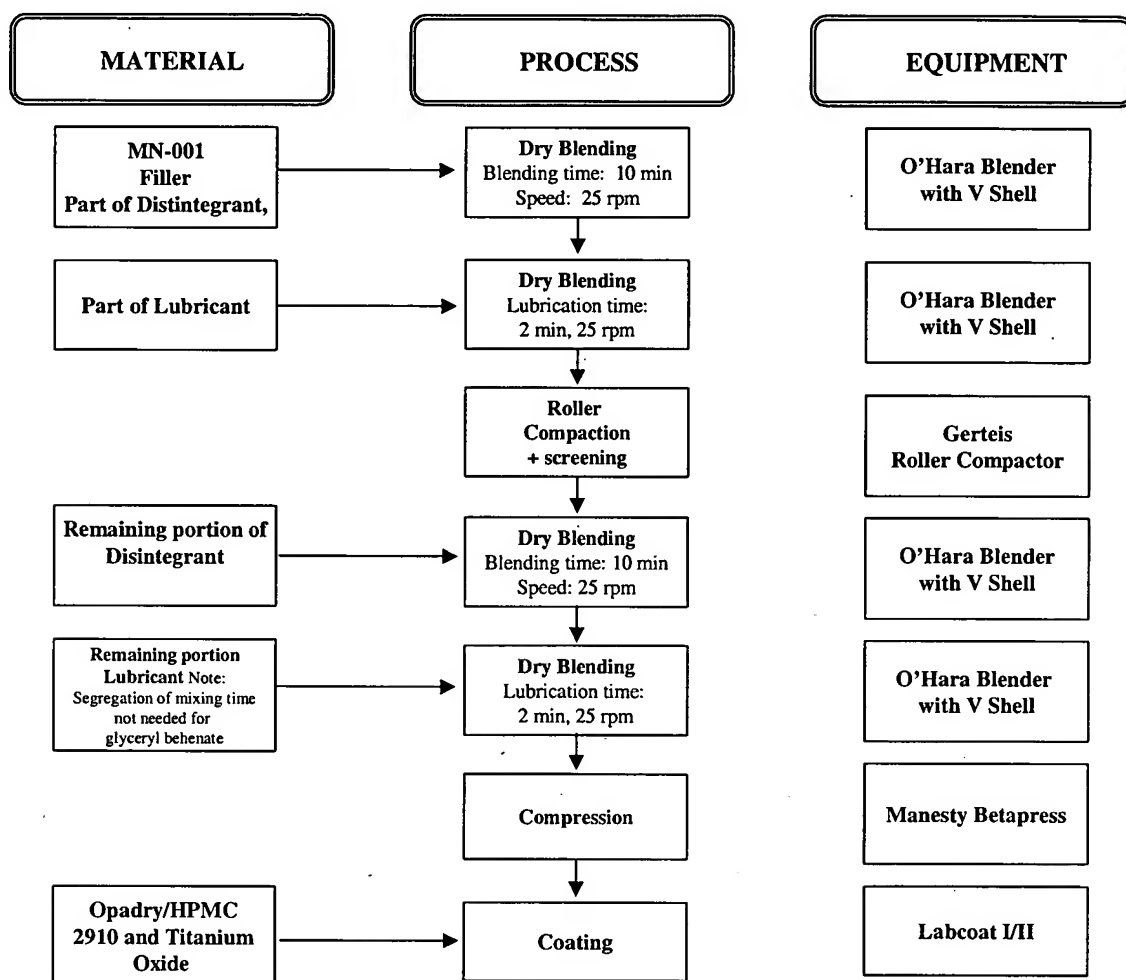 MATERIAL
PROCESS
EQUIPMENT
MN-001
Filler
Part of Distintegrant,
Dry Blending
Blending time: 10 min
Speed: 25 rpm
O'Hara Blender
with V Shell
Part of Lubricant
Dry Blending
Lubrication time:
2 min, 25 rpm
O'Hara Blender
with V Shell
Roller
Compaction
+ screening
Gerteis
Roller Compactor
Remaining portion of
Disintegrant
Dry Blending
Blending time: 10 min
Speed: 25 rpm
O'Hara Blender
with V Shell
Remaining portion
Lubricant Note:
Segregation of mixing time
not needed for
glyceryl behenate
Dry Blending
Lubrication time:
2 min, 25 rpm
O'Hara Blender
with V Shell
Compression
Manesty Betapress
Opadry/HPMC
2910 and Titanium
Oxide
Coating
Labcoat I/II